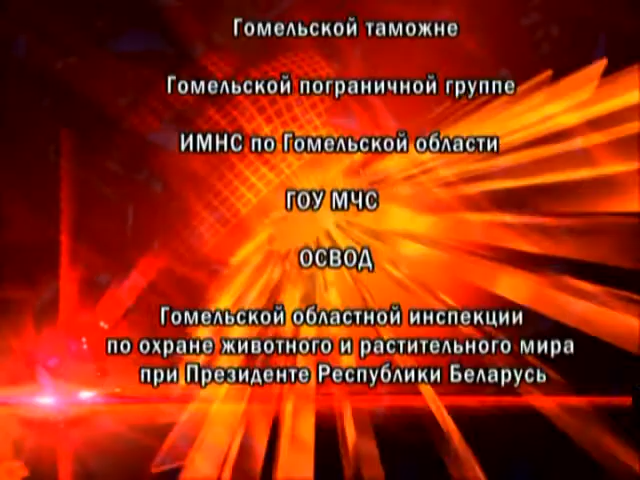 Гомельской таможне
Гомельской пограничной группе
ИМНС по Гомельской области
ГОУ МЧС
ОСВОД
Гомельской областной инспекции
по охране животного и растительного мира
при Президенте Республики Беларусь